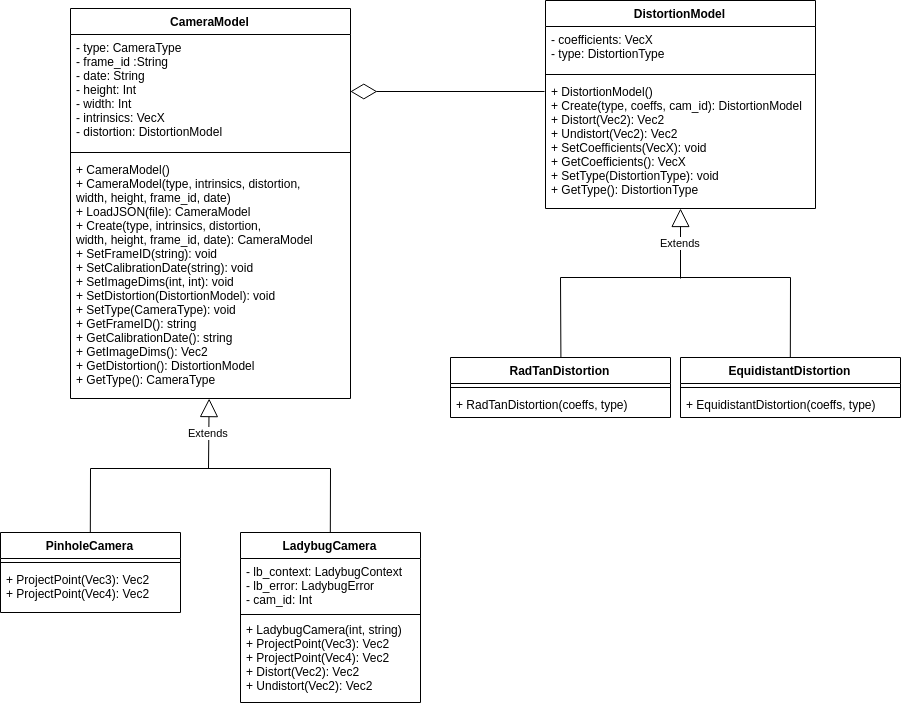 CameraModel
- type: CameraType
- frame_id :String
- date: String
- height: Int
- width: Int
- intrinsics: VecX
- distortion: DistortionModel
+ CameraModel()
+ CameraModel(type, intrinsics, distortion,
width, height, frame_id, date)
+ LoadJSON(file): CameraModel
+ Create(type, intrinsics, distortion,
width, height, frame_id, date): CameraModel
+ SetFrameID(string): void
+ SetCalibrationDate(string): void
+ SetImageDims(int, int): void
+ SetDistortion(DistortionModel): void
+ SetType(CameraType): void
+ GetFrameID(): string
+ GetCalibrationDate(): string
+ GetImageDims(): Vec2
+ GetDistortion(): DistortionModel
+ GetType(): CameraType
DistortionModel
- coefficients: VecX
- type: DistortionType
+ DistortionModel()
+ Create(type, coeffs, cam_id): DistortionModel
+ Distort(Vec2): Vec2
+ Undistort(Vec2): Vec2
+ SetCoefficients(VecX): void
+ GetCoefficients(): VecX
+ SetType(DistortionType): void
+ GetType(): DistortionType
Extends
RadTanDistortion
+ RadTanDistortion(coeffs, type)
EquidistantDistortion
+ EquidistantDistortion(coeffs, type)
Extends
PinholeCamera
+ ProjectPoint(Vec3): Vec2
+ ProjectPoint(Vec4): Vec2
LadybugCamera
- lb_context: LadybugContext
- lb_error: LadybugError
- cam_id: Int
+ LadybugCamera(int, string)
+ ProjectPoint(Vec3): Vec2
+ ProjectPoint(Vec4): Vec2
+ Distort(Vec2): Vec2
+ Undistort(Vec2): Vec2